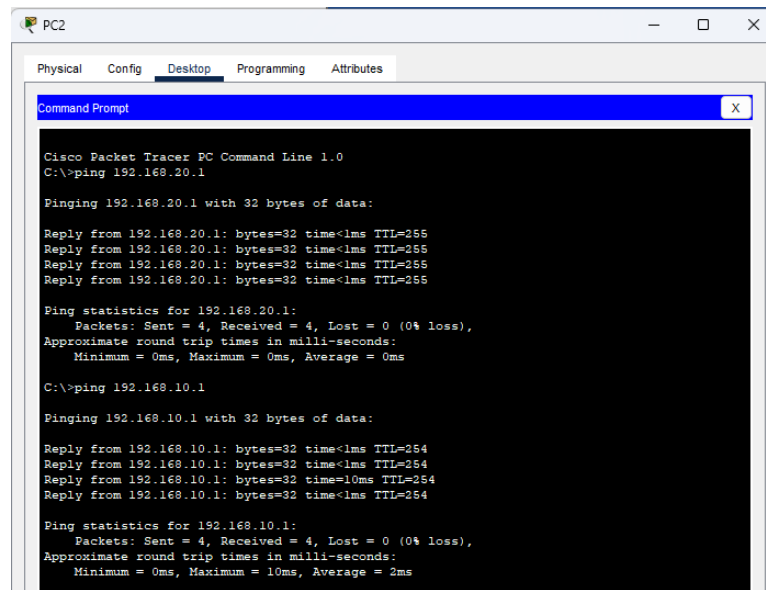 PC2
Physical Config Desktop Programming Attributes
Command Prompt
X
Cisco Packet Tracer PC Command Line 1.0
C:\>ping 192.168.20.1
Pinging 192.168.20.1 with 32 bytes of data:
Reply from 192.168.20.1: bytes=32 time<1ms TTL=255
Reply from 192.168.20.1: bytes=32 time<1ms TTL=255
Reply from 192.168.20.1: bytes=32 time<1ms TTL=255
Reply from 192.168.20.1: bytes=32 time<1ms TTL=255
Ping statistics for 192.168.20.1:
Packets: Sent = 4, Received = 4, Lost = 0 (0% loss),
Approximate round trip times in milli-seconds:
Minimum = 0ms, Maximum = 0ms, Average = 0ms
C:\>ping 192.168.10.1
Pinging 192.168.10.1 with 32 bytes of data:
Reply from 192.168.10.1: bytes=32 time<1ms TTL=254
Reply from 192.168.10.1: bytes=32 time<1ms TTL=254
Reply from 192.168.10.1: bytes=32 time=10ms TTL=254
Reply from 192.168.10.1: bytes=32 time<1ms TTL=254
Ping statistics for 192.168.10.1:
Packets: Sent = 4, Received = 4, Lost = 0 (0% loss),
Approximate round trip times in milli-seconds:
Minimum = 0ms, Maximum = 10ms, Average = 2ms